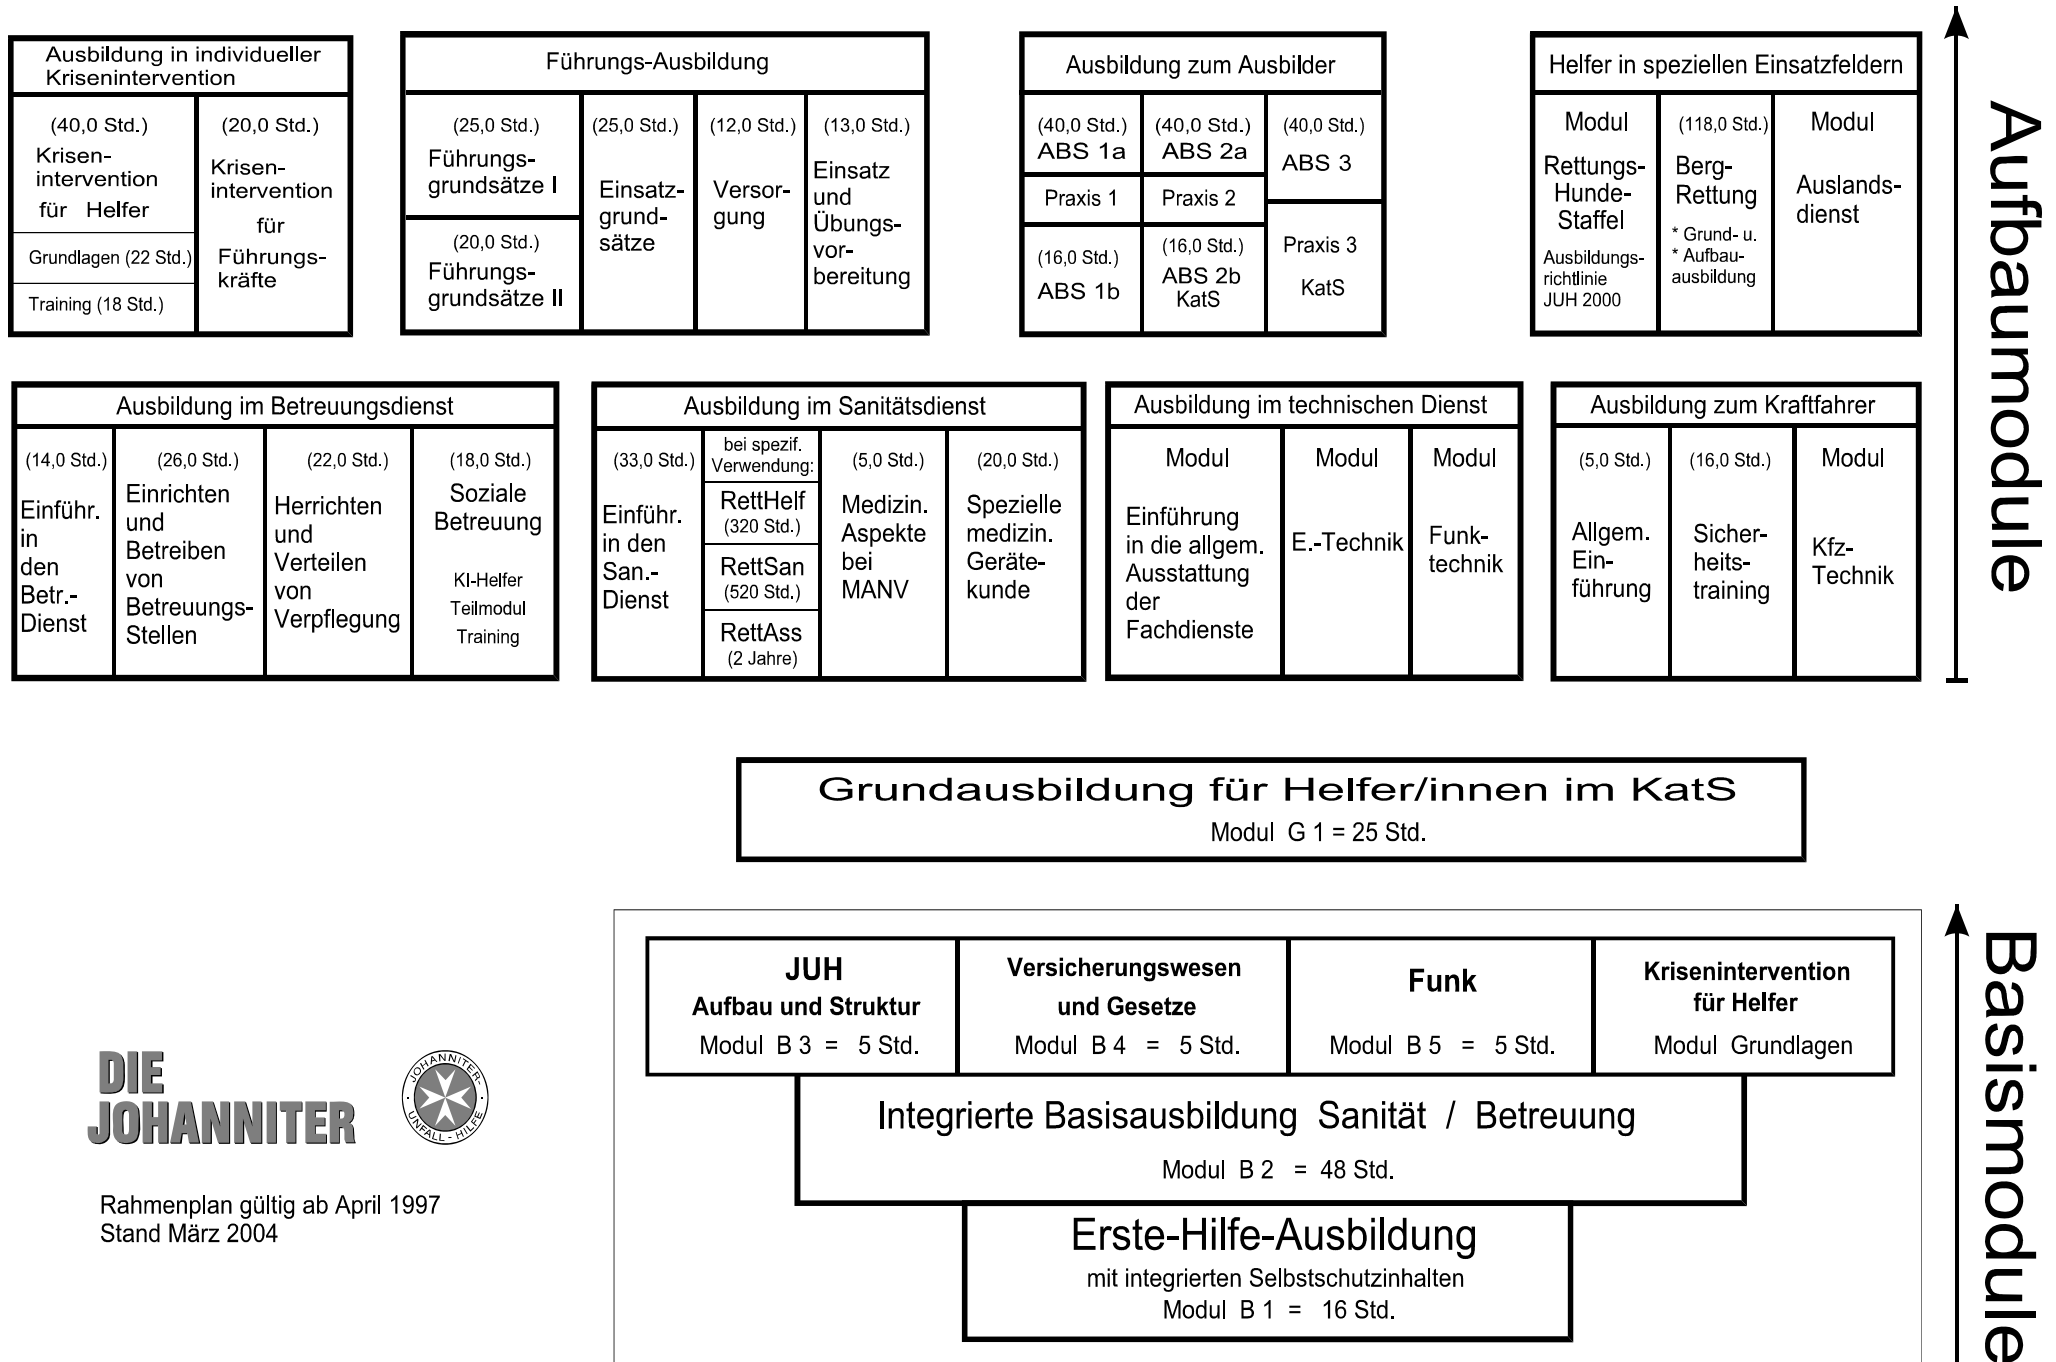 Ausbildung in individueller
Krisenintervention
(40,0 Std.)
Krisen-
intervention
für Helfer
Grundlagen (22 Std.)
Training (18 Std.)
(20,0 Std.)
Krisen-
intervention
für
Führungs-
kräfte
Führungs-Ausbildung
(25,0 Std.)
Führungs-
grundsätze I
(20,0 Std.)
Führungs-
grundsätze II
(25,0 Std.)
Einsatz-
grund-
sätze
(12,0 Std.)
Versor-
gung
(13,0 Std.)
Einsatz
und
Übungs-
vor-
bereitung
Ausbildung zum Ausbilder
(40,0 Std.)
ABS 1a
Praxis 1
(16,0 Std.)
ABS 1b
(40,0 Std.)
ABS 2a
Praxis 2
(16,0 Std.)
ABS 2b
KatS
(40,0 Std.)
ABS 3
Praxis 3
KatS
Helfer in speziellen Einsatzfeldern
Modul
Rettungs-
Hunde-
Staffel
Ausbildungs-
richtlinie
JUH 2000
(118,0 Std.)
Berg-
Rettung
* Grund- u.
* Aufbau-
ausbildung
Modul
Auslands-
dienst
Aufbaumodule
Ausbildung im Betreuungsdienst
(14,0 Std.)
Einführ.
in
den
Betr.-
Dienst
(26,0 Std.)
Einrichten
und
Betreiben
von
Betreuungs-
Stellen
(22,0 Std.)
Herrichten
und
Verteilen
von
Verpflegung
(18,0 Std.)
Soziale
Betreuung
KI-Helfer
Teilmodul
Training
Ausbildung im Sanitätsdienst
(33,0 Std.)
Einführ.
in den
San.-
Dienst
bei spezif.
Verwendung:
RettHelf
(320 Std.)
RettSan
(520 Std.)
RettAss
(2 Jahre)
(5,0 Std.)
Medizin.
Aspekte
bei
MANV
(20,0 Std.)
Spezielle
medizin.
Geräte-
kunde
Ausbildung im technischen Dienst
Modul
Einführung
in die allgem.
Ausstattung
der
Fachdienste
Modul
E.-Technik
Modul
Funk-
technik
Ausbildung zum Kraftfahrer
(5,0 Std.)
Allgem.
Ein-
führung
(16,0 Std.)
Sicher-
heits-
training
Modul
Kfz-
Technik
Grundausbildung für Helfer/innen im KatS
Modul G 1 = 25 Std.
JUH
Aufbau und Struktur
Modul B 3 = 5 Std.
Versicherungswesen
und Gesetze
Modul B 4 = 5 Std.
Funk
Modul B 5 = 5 Std.
Krisenintervention
für Helfer
Modul Grundlagen
Integrierte Basisausbildung Sanität / Betreuung
Modul B 2 = 48 Std.
Erste-Hilfe-Ausbildung
mit integrierten Selbstschutzinhalten
Modul B 1 = 16 Std.
Basismodule
DIE
JOHANNITER
JOHANNITER-
UNFALL-HILFE
Rahmenplan gültig ab April 1997
Stand März 2004